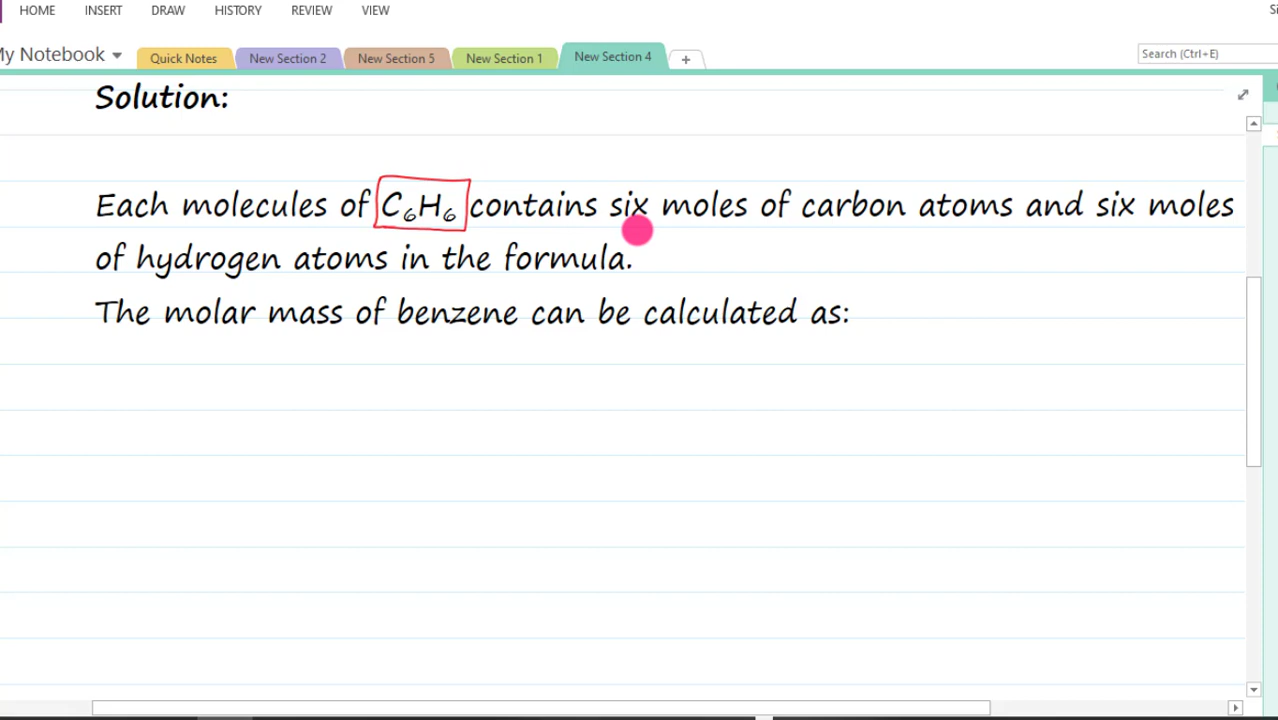 HOME INSERT DRAW HISTORY REVIEW VIEW Si
My Notebook Quick Notes New Section 2 New Section 5 New Section 1 New Section 4 + Search (Ctrl+E)
Solution:
Each molecules of C₆H₆ contains six moles of carbon atoms and six moles
of hydrogen atoms in the formula.
The molar mass of benzene can be calculated as: